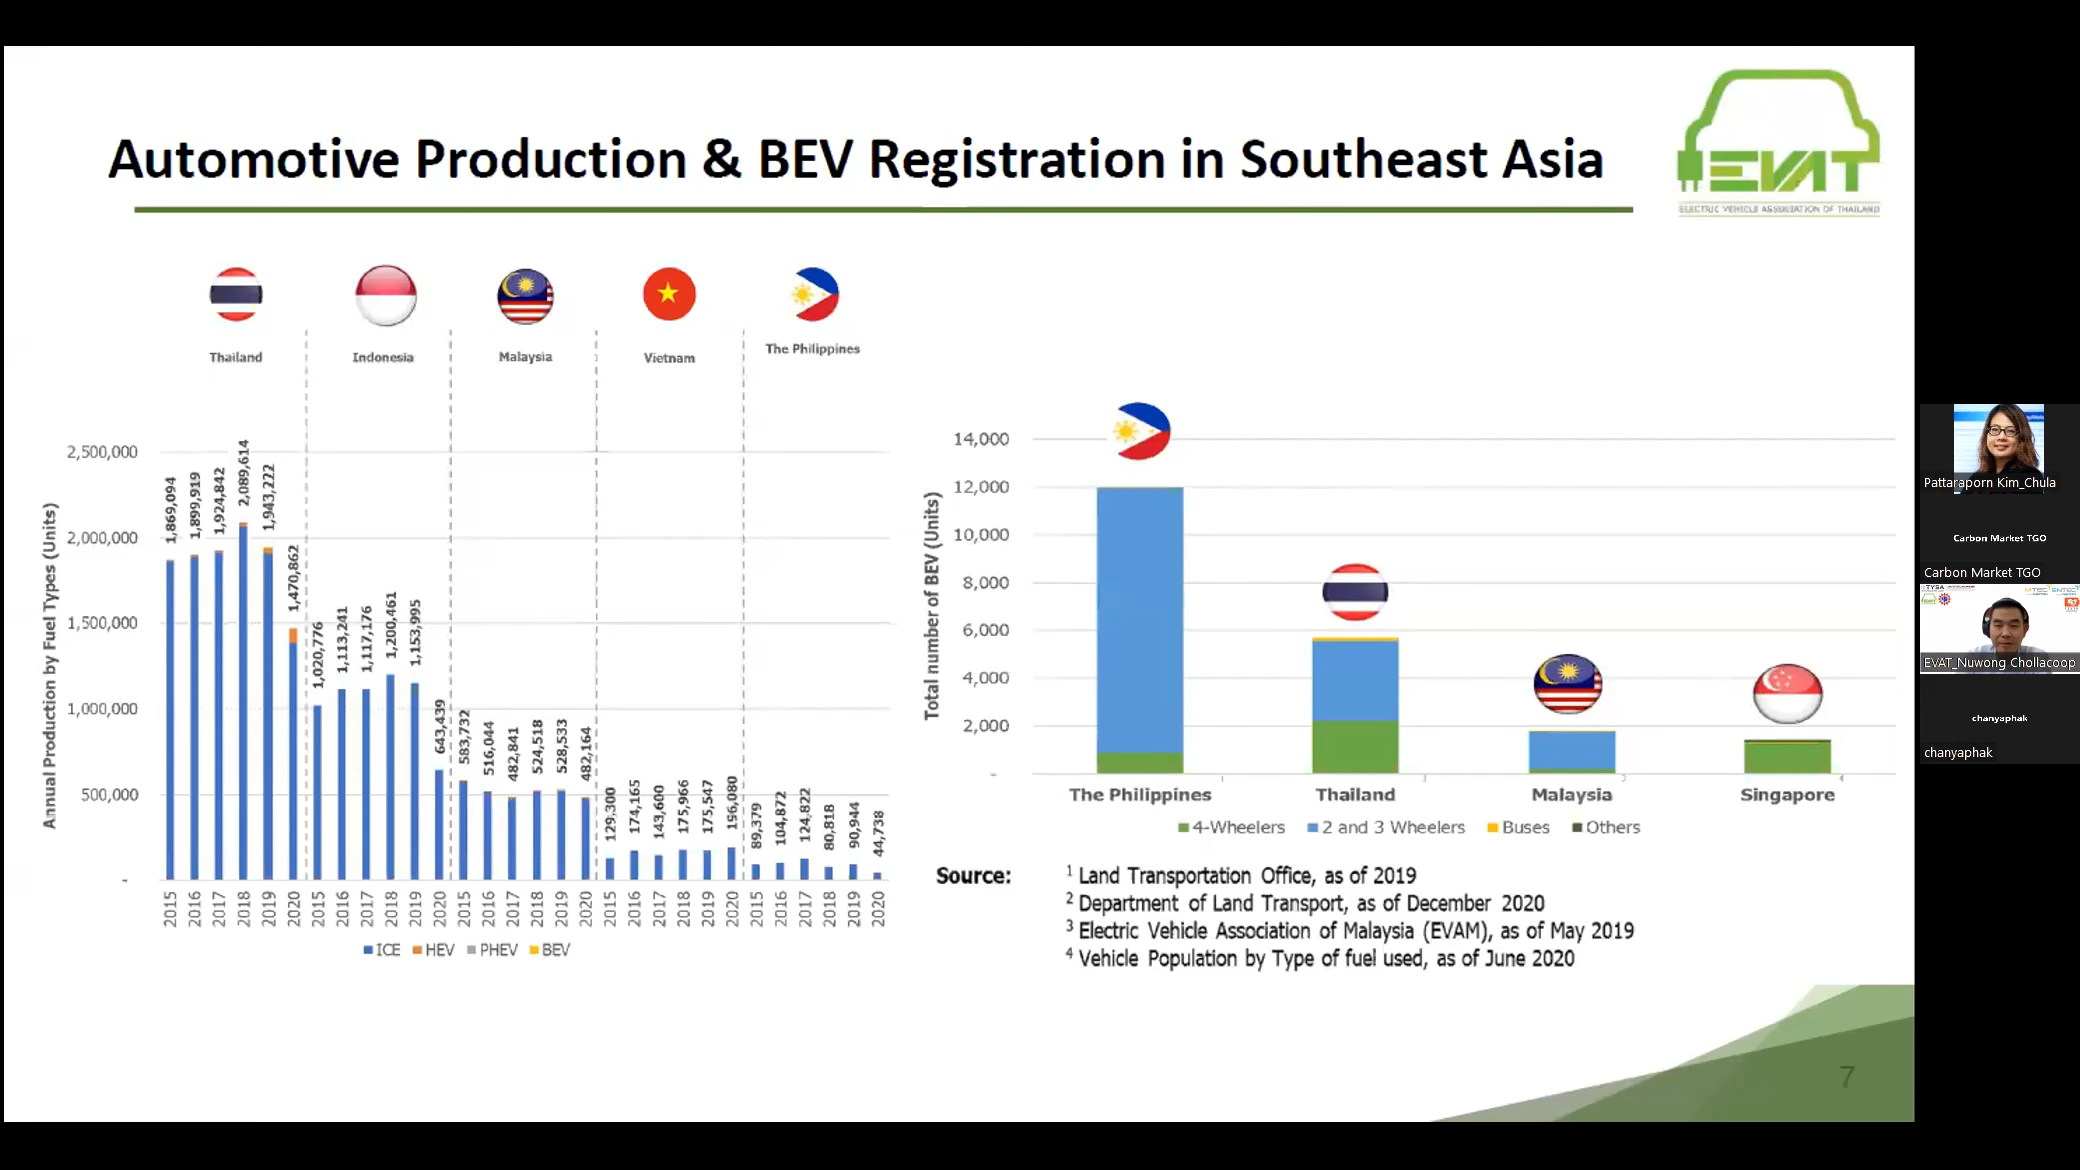 Automotive Production & BEV Registration in Southeast Asia
EVAT
ELECTRIC VEHICLE ASSOCIATION OF THAILAND
Thailand
Indonesia
Malaysia
Vietnam
The Philippines
Annual Production by Fuel Types (Units)
2,500,000
2,000,000
1,500,000
1,000,000
500,000
-
1,869,094
1,899,919
1,924,842
2,089,614
1,943,222
1,470,862
1,020,776
1,113,241
1,117,176
1,200,461
1,153,995
643,439
583,732
516,044
482,841
524,518
528,533
482,164
129,300
174,165
143,600
175,966
175,547
196,080
89,379
104,872
124,822
80,818
90,944
44,738
2015 2016 2017 2018 2019 2020 2015 2016 2017 2018 2019 2020 2015 2016 2017 2018 2019 2020 2015 2016 2017 2018 2019 2020 2015 2016 2017 2018 2019 2020
ICE HEV PHEV BEV
Total number of BEV (Units)
14,000
12,000
10,000
8,000
6,000
4,000
2,000
-
The Philippines Thailand Malaysia Singapore
4-Wheelers 2 and 3 Wheelers Buses Others
Source:
1 Land Transportation Office, as of 2019
2 Department of Land Transport, as of December 2020
3 Electric Vehicle Association of Malaysia (EVAM), as of May 2019
4 Vehicle Population by Type of fuel used, as of June 2020
7
Pattaraporn Kim_Chula
Carbon Market TGO
Carbon Market TGO
EVAT_Nuwong Chollacoop
chanyaphak
chanyaphak